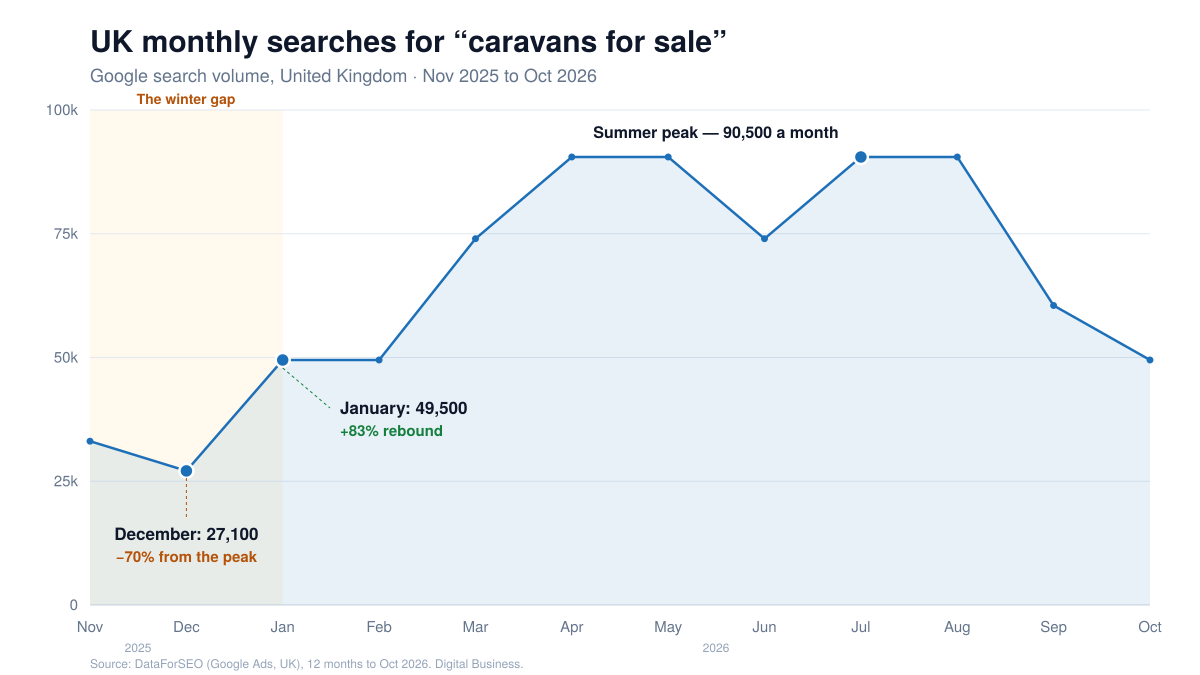 UK monthly searches for “caravans for sale”
Google search volume, United Kingdom · Nov 2025 to Oct 2026
The winter gap
100k
Summer peak — 90,500 a month
75k
50k
January: 49,500
+83% rebound
25k
December: 27,100
−70% from the peak
0
Nov Dec Jan Feb Mar Apr May Jun Jul Aug Sep Oct
2025 2026
Source: DataForSEO (Google Ads, UK), 12 months to Oct 2026. Digital Business.